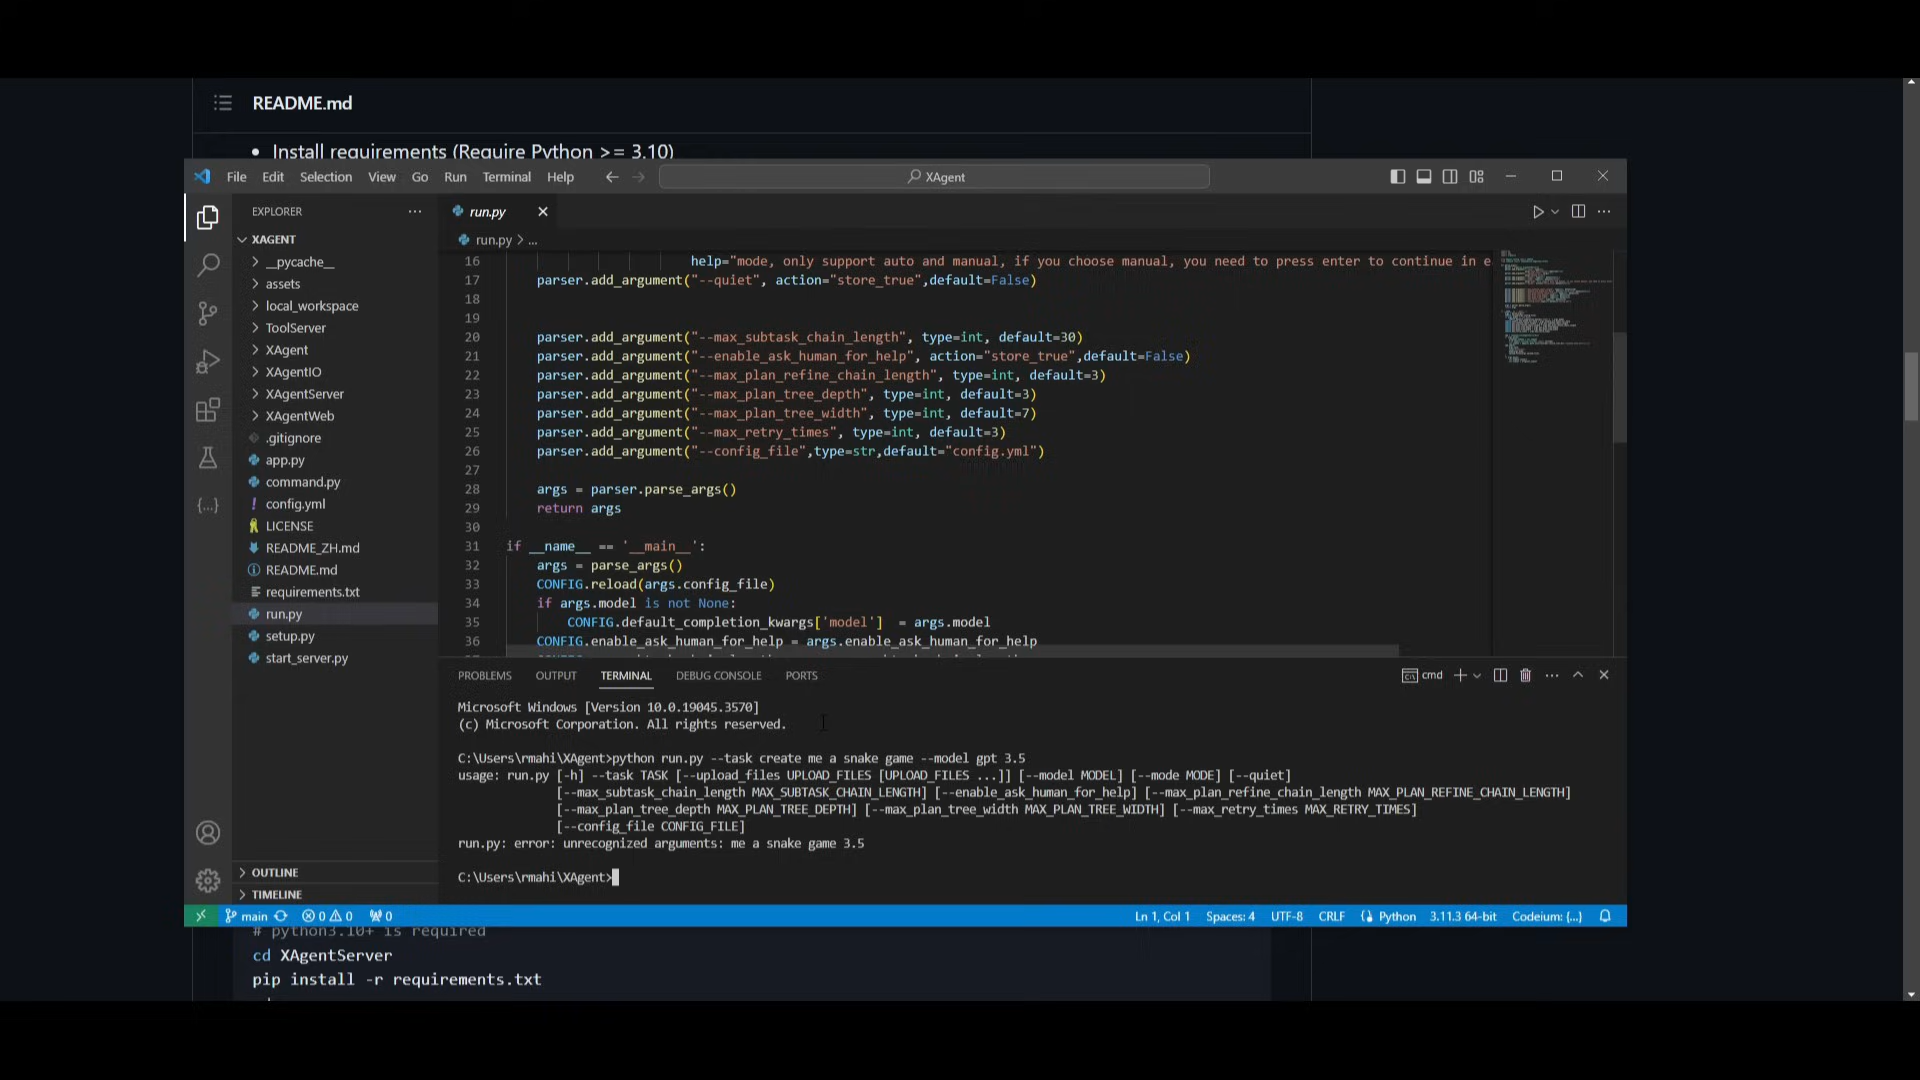 README.md
• Install requirements (Require Python >= 3.10)
File Edit Selection View Go Run Terminal Help
XAgent
EXPLORER
XAGENT
__pycache__
assets
local_workspace
ToolServer
XAgent
XAgentIO
XAgentServer
XAgentWeb
.gitignore
app.py
command.py
config.yml
LICENSE
README_ZH.md
README.md
requirements.txt
run.py
setup.py
start_server.py
OUTLINE
TIMELINE
run.py
run.py > ...
16 help="mode, only support auto and manual, if you choose manual, you need to press enter to continue in e
17 parser.add_argument("--quiet", action="store_true",default=False)
18
19
20 parser.add_argument("--max_subtask_chain_length", type=int, default=30)
21 parser.add_argument("--enable_ask_human_for_help", action="store_true",default=False)
22 parser.add_argument("--max_plan_refine_chain_length", type=int, default=3)
23 parser.add_argument("--max_plan_tree_depth", type=int, default=3)
24 parser.add_argument("--max_plan_tree_width", type=int, default=7)
25 parser.add_argument("--max_retry_times", type=int, default=3)
26 parser.add_argument("--config_file",type=str,default="config.yml")
27
28 args = parser.parse_args()
29 return args
30
31 if __name__ == '__main__':
32 args = parse_args()
33 CONFIG.reload(args.config_file)
34 if args.model is not None:
35 CONFIG.default_completion_kwargs['model'] = args.model
36 CONFIG.enable_ask_human_for_help = args.enable_ask_human_for_help
PROBLEMS OUTPUT TERMINAL DEBUG CONSOLE PORTS
cmd
Microsoft Windows [Version 10.0.19045.3570]
(c) Microsoft Corporation. All rights reserved.
C:\Users\rmahi\XAgent>python run.py --task create me a snake game --model gpt 3.5
usage: run.py [-h] --task TASK [--upload_files UPLOAD_FILES [UPLOAD_FILES ...]] [--model MODEL] [--mode MODE] [--quiet]
[--max_subtask_chain_length MAX_SUBTASK_CHAIN_LENGTH] [--enable_ask_human_for_help] [--max_plan_refine_chain_length MAX_PLAN_REFINE_CHAIN_LENGTH]
[--max_plan_tree_depth MAX_PLAN_TREE_DEPTH] [--max_plan_tree_width MAX_PLAN_TREE_WIDTH] [--max_retry_times MAX_RETRY_TIMES]
[--config_file CONFIG_FILE]
run.py: error: unrecognized arguments: me a snake game 3.5
C:\Users\rmahi\XAgent>
main 0 0 0 Ln 1, Col 1 Spaces: 4 UTF-8 CRLF Python 3.11.3 64-bit Codeium: {...}
# python3.10+ is required
cd XAgentServer
pip install -r requirements.txt